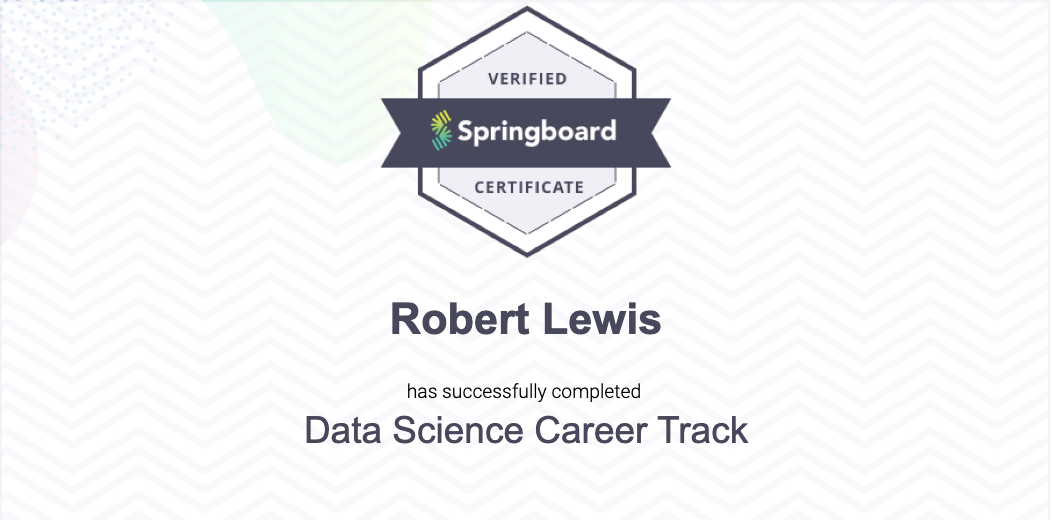 VERIFIED
Springboard
CERTIFICATE
Robert Lewis
has successfully completed
Data Science Career Track